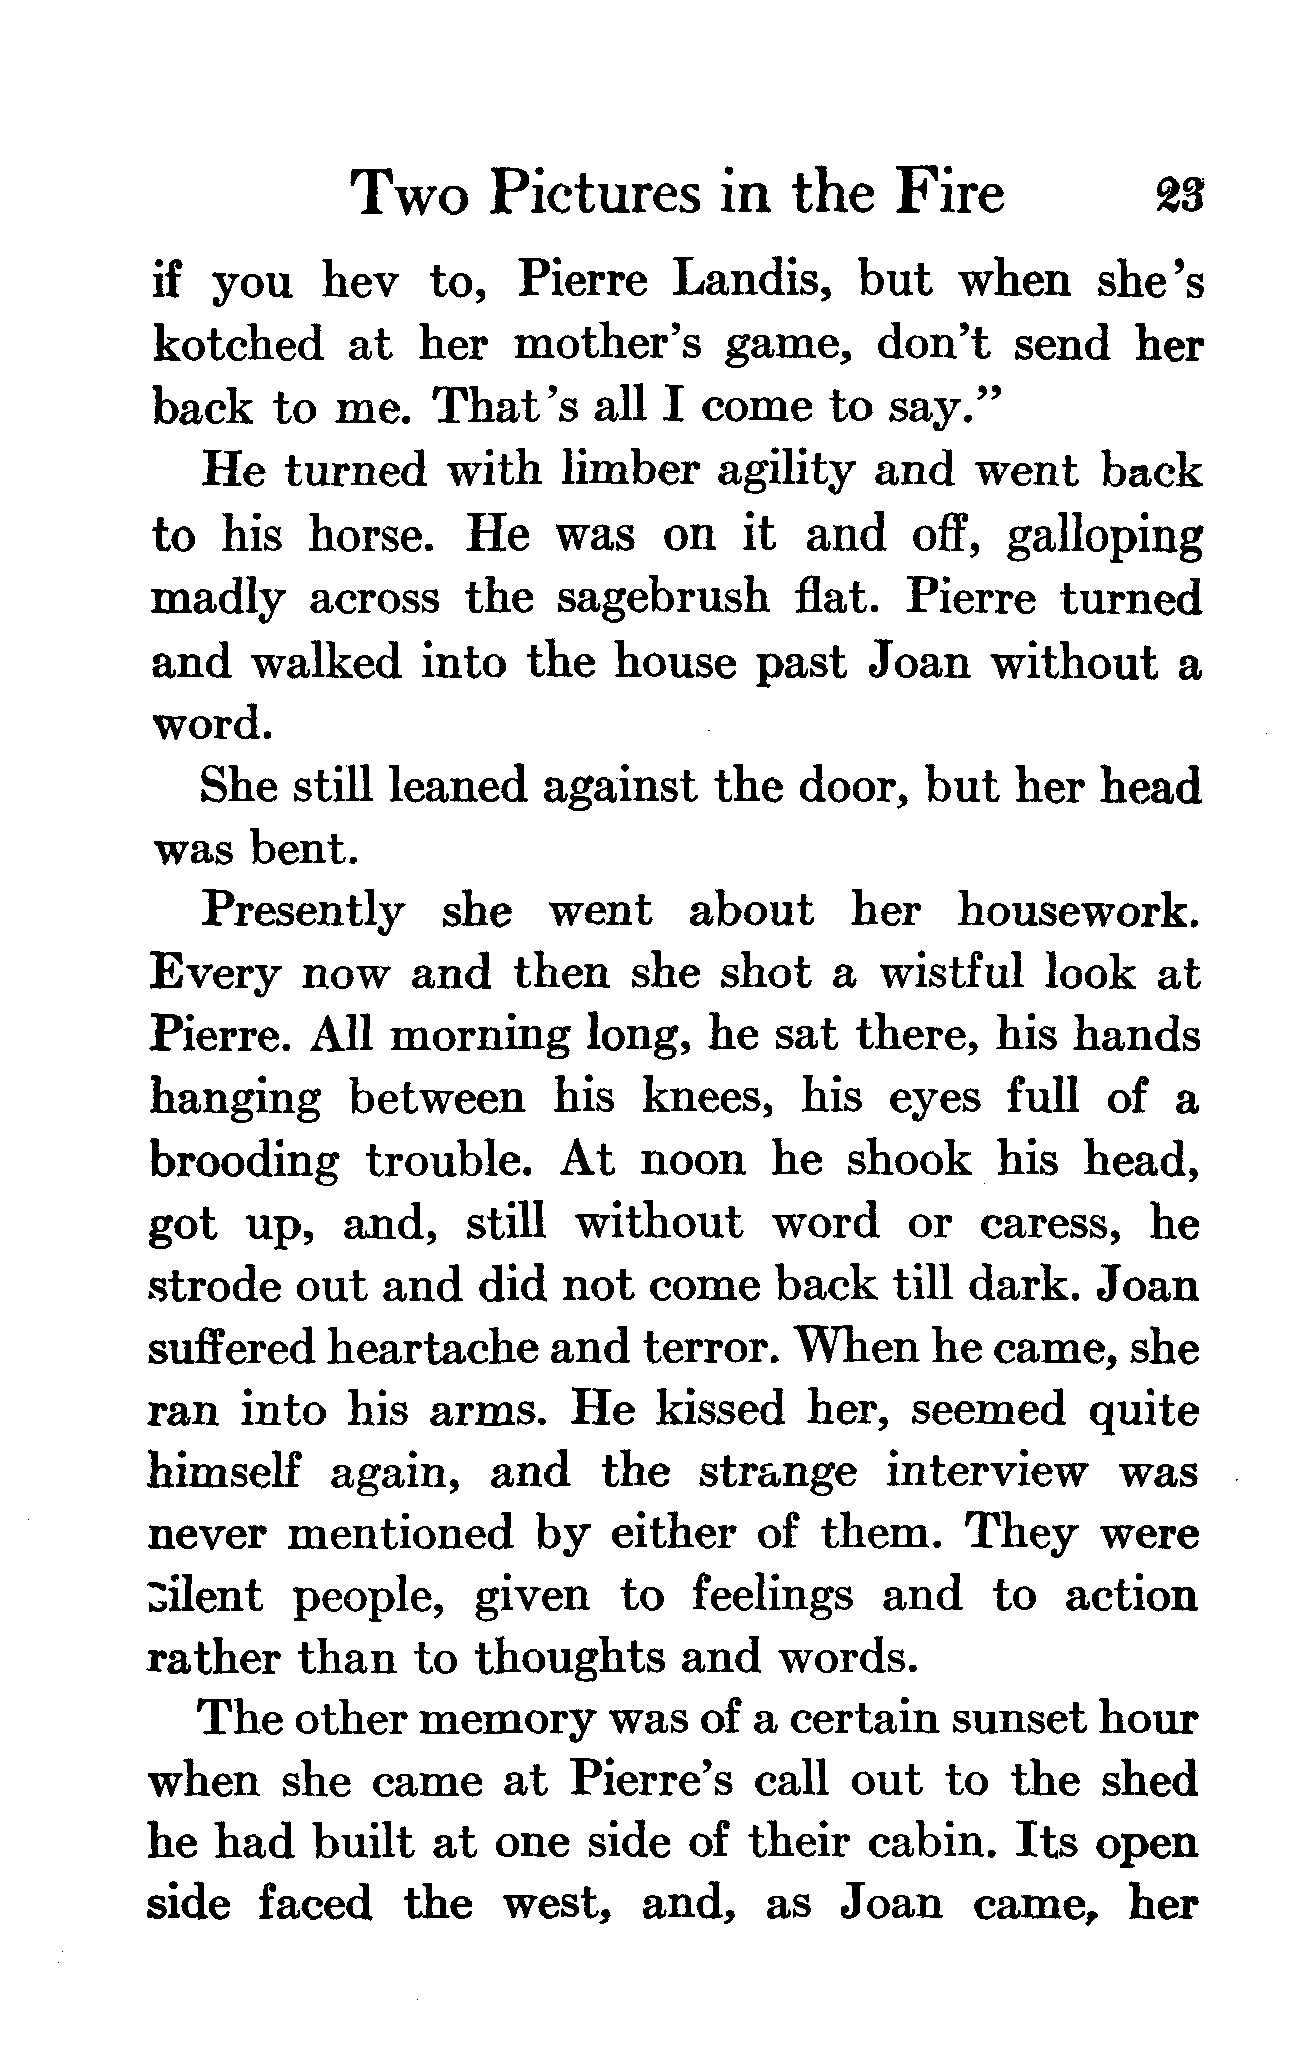 Two Pictures in the Fire 23
if you hev to, Pierre Landis, but when she's
kotched at her mother's game, don't send her
back to me. That's all I come to say."
He turned with limber agility and went back
to his horse. He was on it and off, galloping
madly across the sagebrush flat. Pierre turned
and walked into the house past Joan without a
word.
She still leaned against the door, but her head
was bent.
Presently she went about her housework.
Every now and then she shot a wistful look at
Pierre. All morning long, he sat there, his hands
hanging between his knees, his eyes full of a
brooding trouble. At noon he shook his head,
got up, and, still without word or caress, he
strode out and did not come back till dark. Joan
suffered heartache and terror. When he came, she
ran into his arms. He kissed her, seemed quite
himself again, and the strange interview was
never mentioned by either of them. They were
silent people, given to feelings and to action
rather than to thoughts and words.
The other memory was of a certain sunset hour
when she came at Pierre's call out to the shed
he had built at one side of their cabin. Its open
side faced the west, and, as Joan came, her